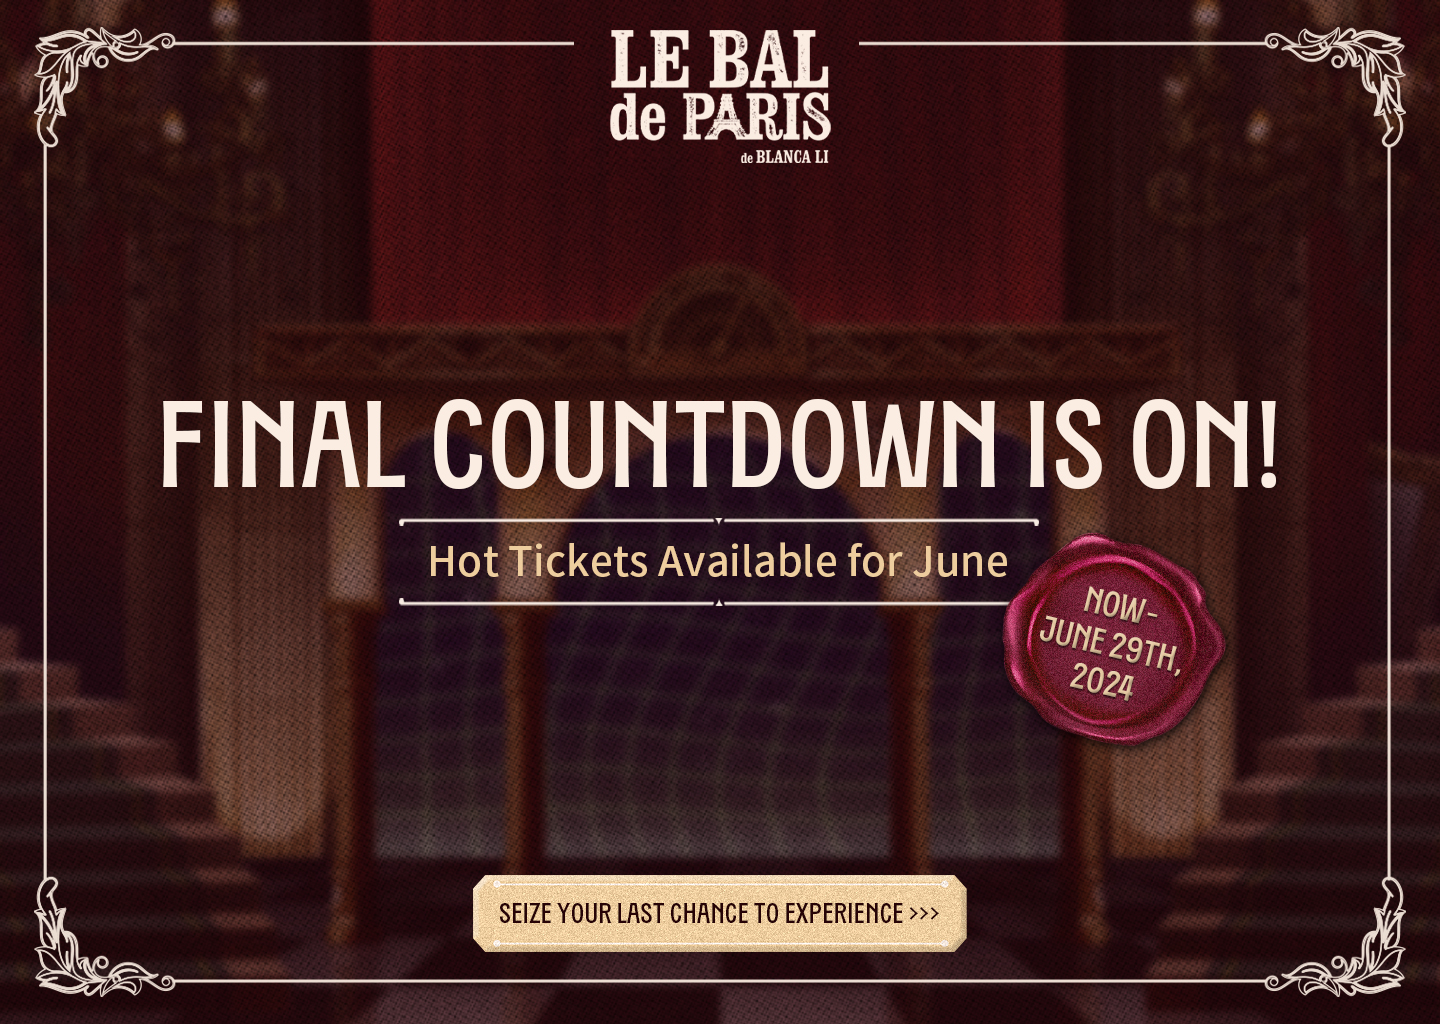 LE BAL
de PARIS
de BLANCA LI
FINAL COUNTDOWN IS ON!
Hot Tickets Available for June
NOW-
JUNE 29TH,
2024
SEIZE YOUR LAST CHANCE TO EXPERIENCE >>>